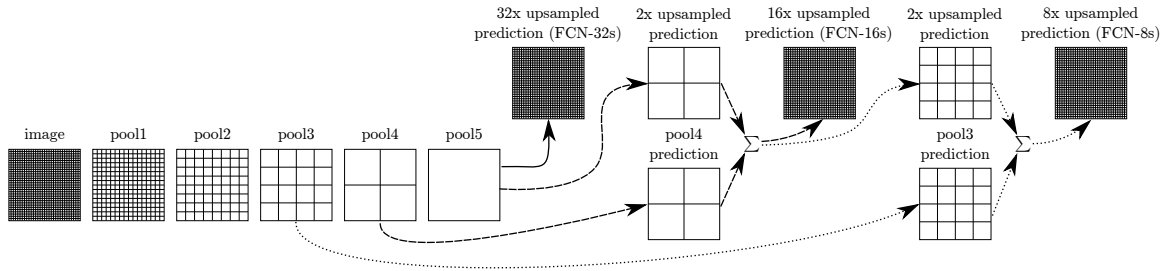 32x upsampled
prediction (FCN-32s)
2x upsampled
prediction
16x upsampled
prediction (FCN-16s)
2x upsampled
prediction
8x upsampled
prediction (FCN-8s)
image
pool1
pool2
pool3
pool4
pool5
pool4
prediction
∑
pool3
prediction
∑